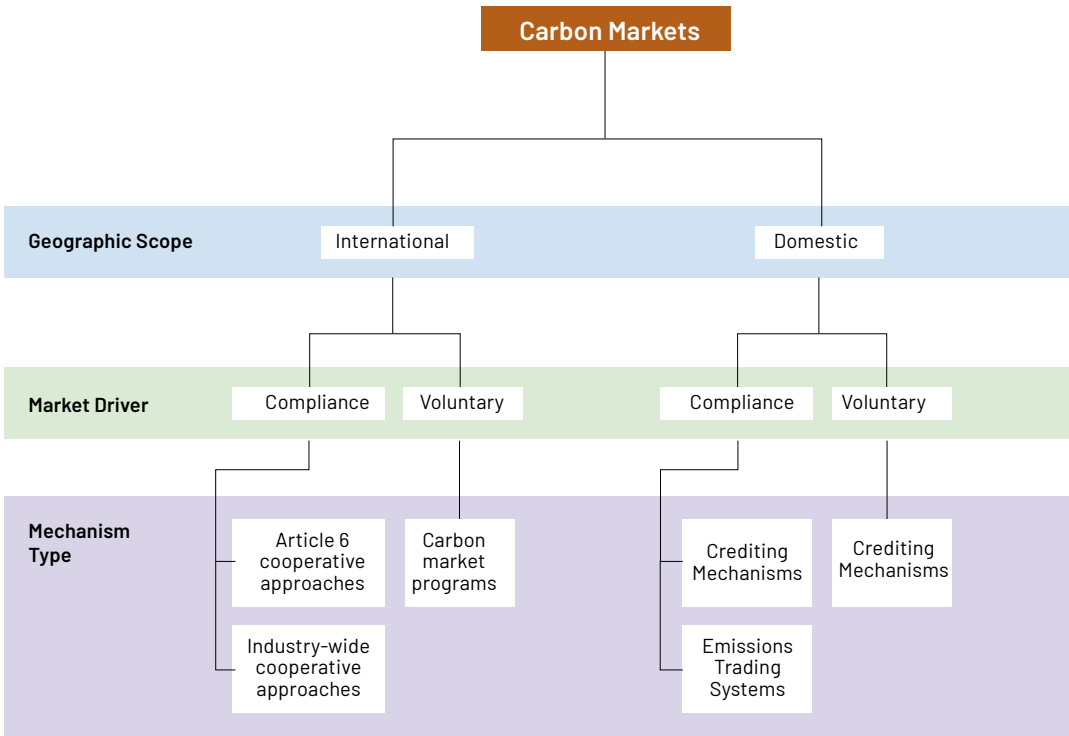 Carbon Markets
Geographic Scope
International
Domestic
Market Driver
Compliance
Voluntary
Compliance
Voluntary
Mechanism
Type
Article 6
cooperative
approaches
Carbon
market
programs
Crediting
Mechanisms
Crediting
Mechanisms
Industry-wide
cooperative
approaches
Emissions
Trading
Systems